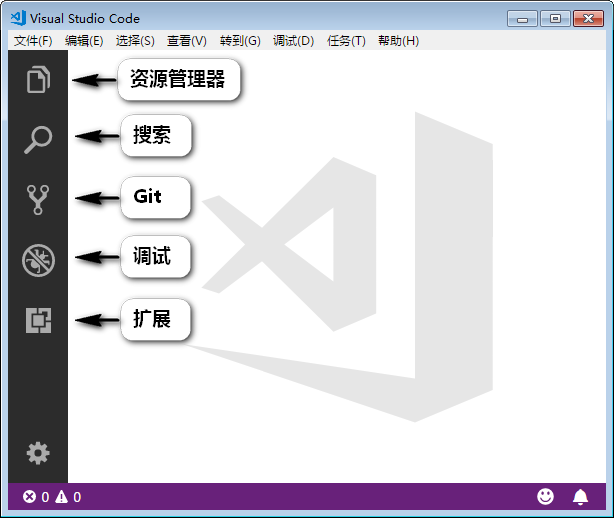 Visual Studio Code
文件(F) 编辑(E) 选择(S) 查看(V) 转到(G) 调试(D) 任务(T) 帮助(H)
资源管理器
搜索
Git
调试
扩展
0 0